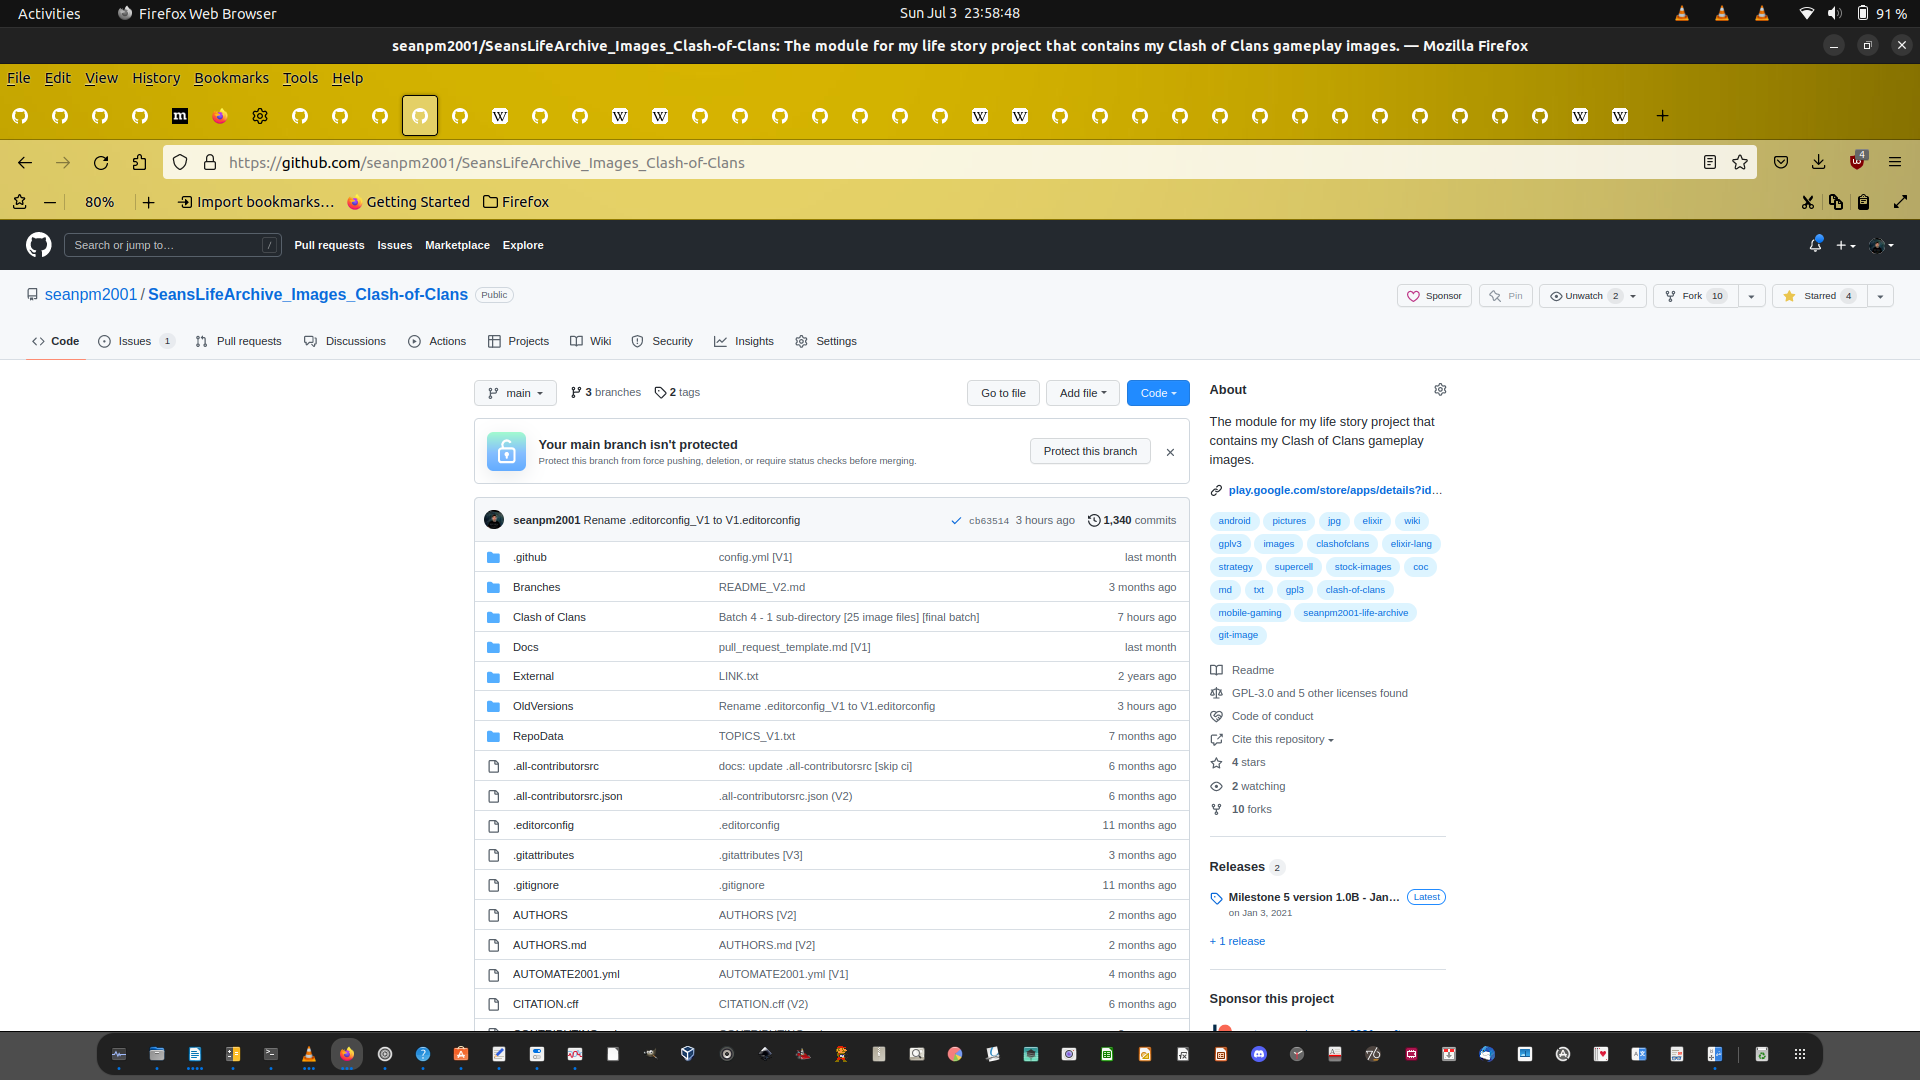 Activities Firefox Web Browser Sun Jul 3 23:58:48 91 %
seanpm2001/SeansLifeArchive_Images_Clash-of-Clans: The module for my life story project that contains my Clash of Clans gameplay images. — Mozilla Firefox
File Edit View History Bookmarks Tools Help
https://github.com/seanpm2001/SeansLifeArchive_Images_Clash-of-Clans 4
80% Import bookmarks… Getting Started Firefox
Search or jump to… / Pull requests Issues Marketplace Explore
seanpm2001 / SeansLifeArchive_Images_Clash-of-Clans Public Sponsor Pin Unwatch 2 Fork 10 Starred 4
Code Issues 1 Pull requests Discussions Actions Projects Wiki Security Insights Settings
main 3 branches 2 tags Go to file Add file Code
Your main branch isn't protected
Protect this branch from force pushing, deletion, or require status checks before merging.
Protect this branch
seanpm2001 Rename .editorconfig_V1 to V1.editorconfig cb63514 3 hours ago 1,340 commits
.github config.yml [V1] last month
Branches README_V2.md 3 months ago
Clash of Clans Batch 4 - 1 sub-directory [25 image files] [final batch] 7 hours ago
Docs pull_request_template.md [V1] last month
External LINK.txt 2 years ago
OldVersions Rename .editorconfig_V1 to V1.editorconfig 3 hours ago
RepoData TOPICS_V1.txt 7 months ago
.all-contributorsrc docs: update .all-contributorsrc [skip ci] 6 months ago
.all-contributorsrc.json .all-contributorsrc.json (V2) 6 months ago
.editorconfig .editorconfig 11 months ago
.gitattributes .gitattributes [V3] 3 months ago
.gitignore .gitignore 11 months ago
AUTHORS AUTHORS [V2] 2 months ago
AUTHORS.md AUTHORS.md [V2] 2 months ago
AUTOMATE2001.yml AUTOMATE2001.yml [V1] 4 months ago
CITATION.cff CITATION.cff (V2) 6 months ago
About
The module for my life story project that
contains my Clash of Clans gameplay
images.
play.google.com/store/apps/details?id…
android pictures jpg elixir wiki
gplv3 images clashofclans elixir-lang
strategy supercell stock-images coc
md txt gpl3 clash-of-clans
mobile-gaming seanpm2001-life-archive
git-image
Readme
GPL-3.0 and 5 other licenses found
Code of conduct
Cite this repository
4 stars
2 watching
10 forks
Releases 2
Milestone 5 version 1.0B - Jan… Latest
on Jan 3, 2021
+ 1 release
Sponsor this project